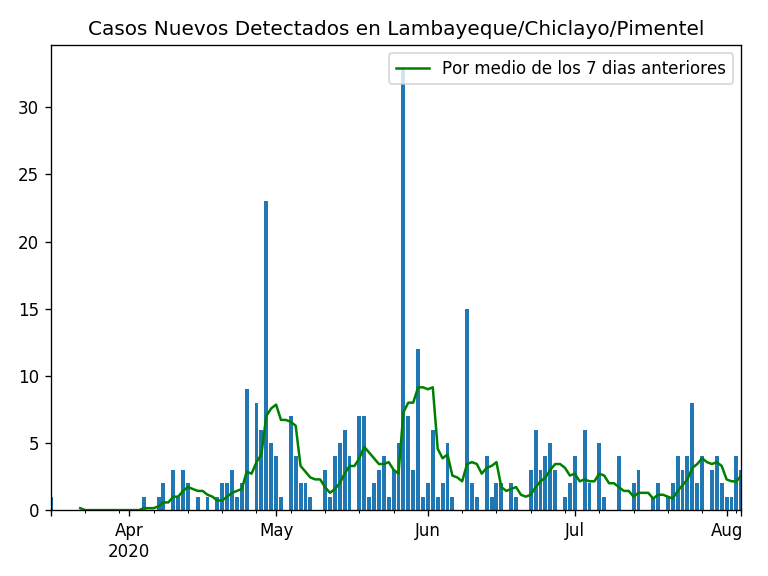 Casos Nuevos Detectados en Lambayeque/Chiclayo/Pimentel
Por medio de los 7 dias anteriores
30
25
20
15
10
5
0
Apr May Jun Jul Aug
2020